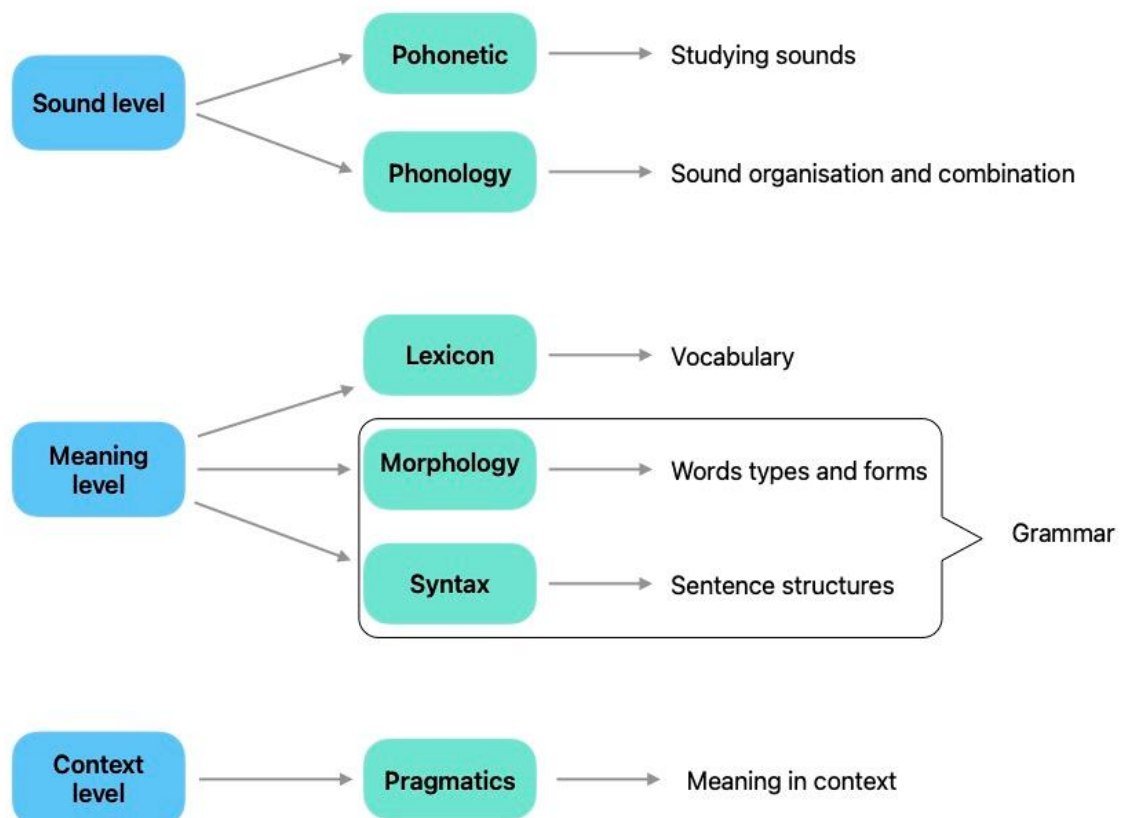 Sound level
Pohonetic
Studying sounds
Phonology
Sound organisation and combination
Meaning
level
Lexicon
Vocabulary
Morphology
Words types and forms
Syntax
Sentence structures
Grammar
Context
level
Pragmatics
Meaning in context